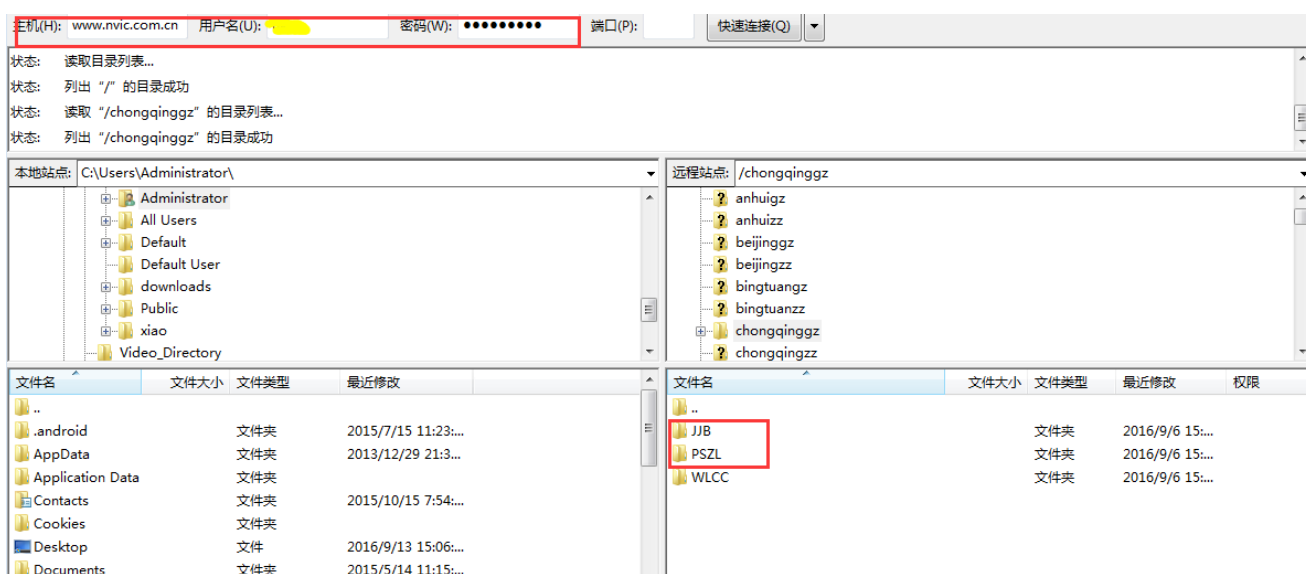 主机(H): www.nvic.com.cn 用户名(U): 密码(W): ●●●●●●●●● 端口(P): 快速连接(Q)
状态: 读取目录列表...
状态: 列出 “/” 的目录成功
状态: 读取 “/chongqinggz” 的目录列表...
状态: 列出 “/chongqinggz” 的目录成功
本地站点: C:\Users\Administrator\
Administrator
All Users
Default
Default User
downloads
Public
xiao
Video_Directory
远程站点: /chongqinggz
anhuigz
anhuizz
beijinggz
beijingzz
bingtuangz
bingtuanzz
chongqinggz
chongqingzz
文件名 文件大小 文件类型 最近修改
..
.android 文件夹 2015/7/15 11:23:...
AppData 文件夹 2013/12/29 21:3...
Application Data 文件夹
Contacts 文件夹 2015/10/15 7:54:...
Cookies 文件夹
Desktop 文件 2016/9/13 15:06:...
Documents 文件夹 2015/5/14 11:15:...
文件名 文件大小 文件类型 最近修改 权限
..
JJB 文件夹 2016/9/6 15:...
PSZL 文件夹 2016/9/6 15:...
WLCC 文件夹 2016/9/6 15:...